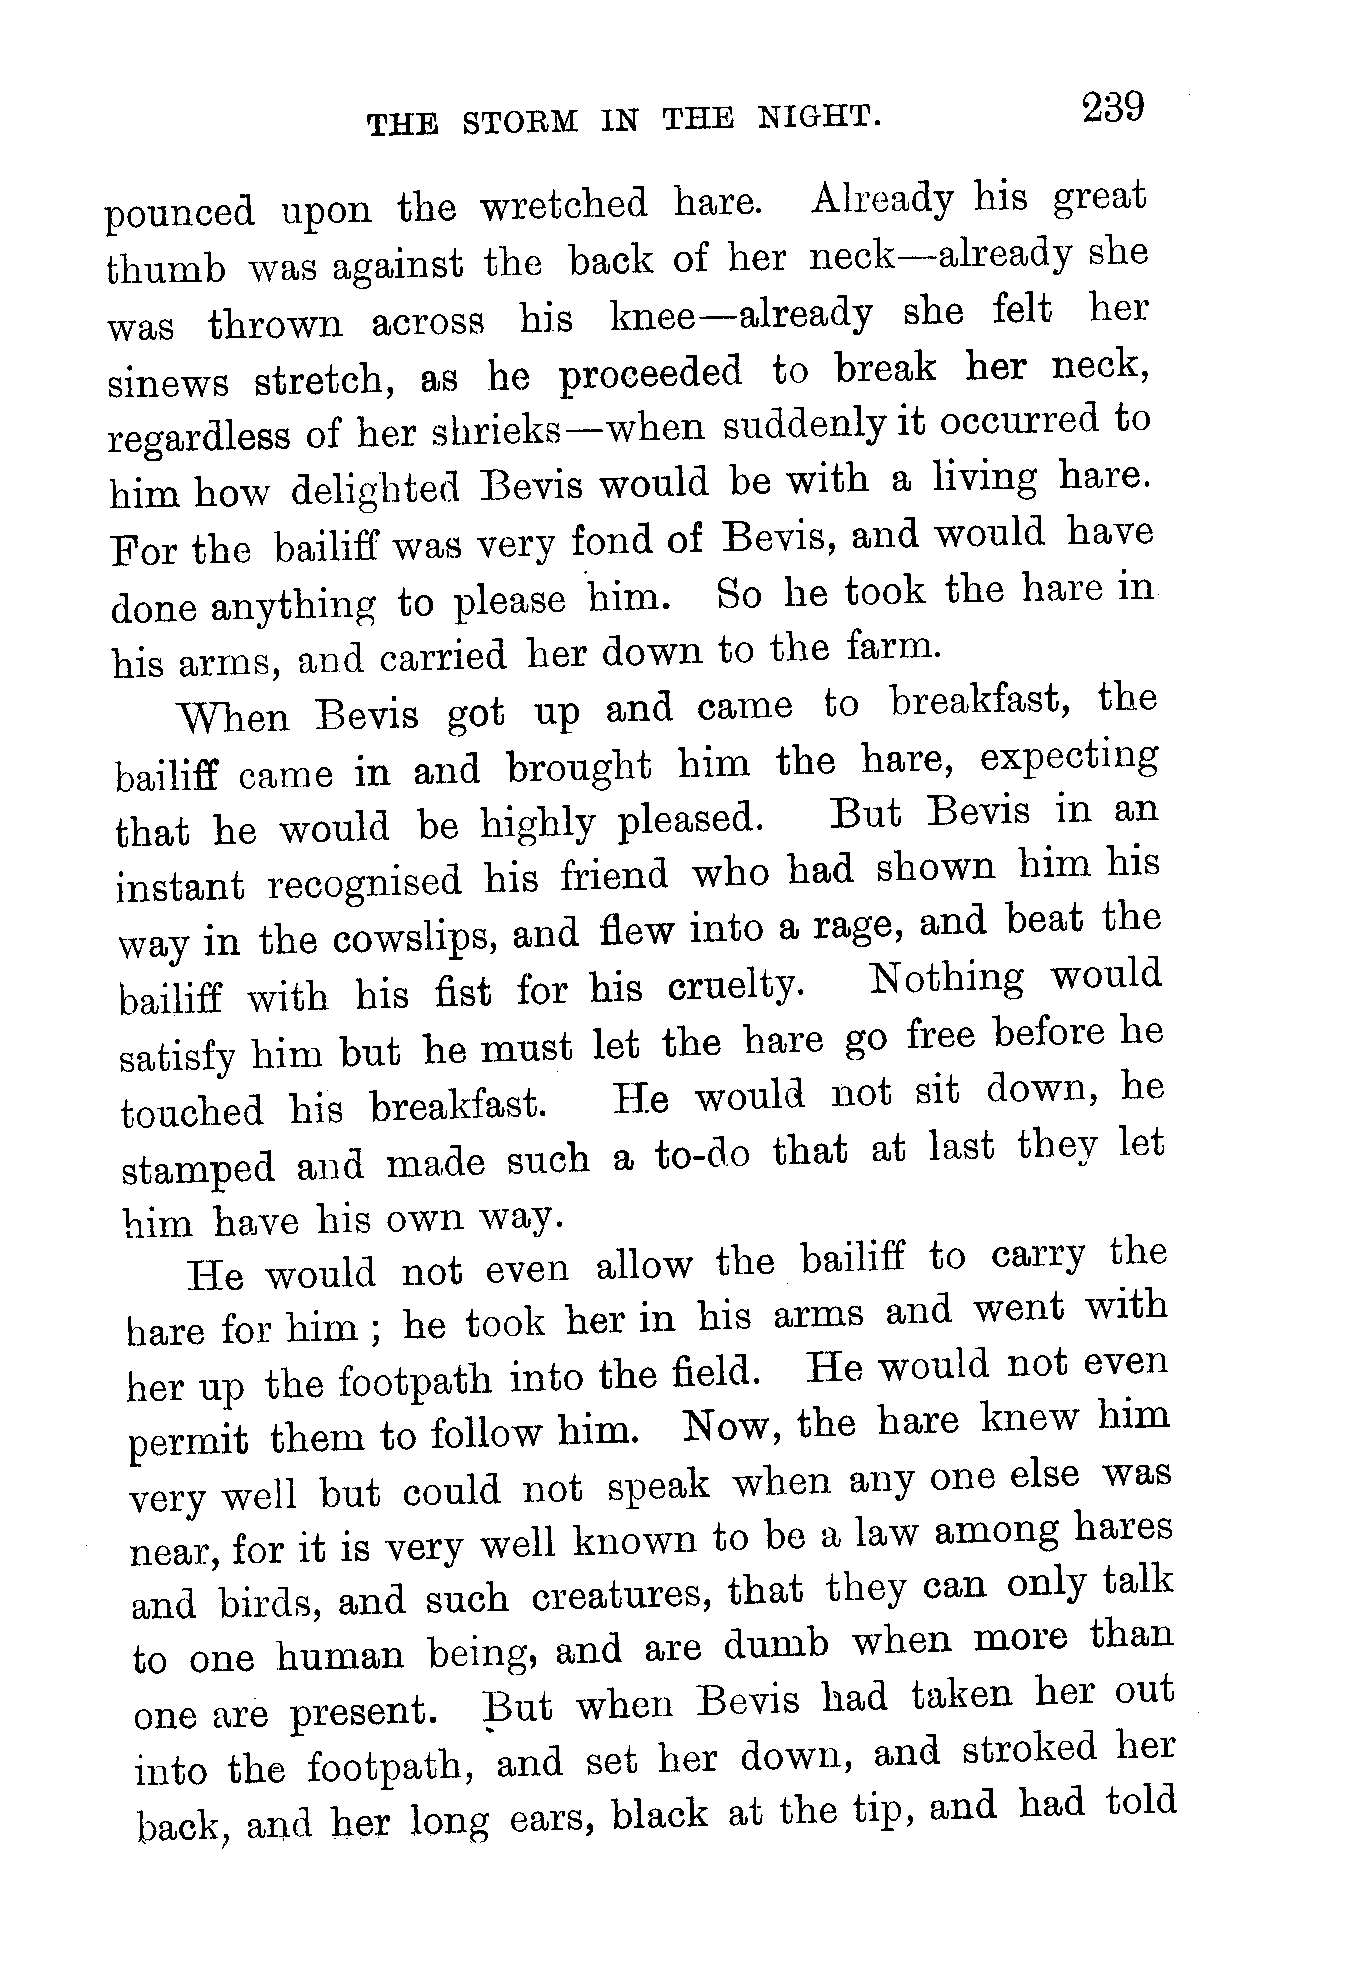 THE STORM IN THE NIGHT. 239
pounced upon the wretched hare. Already his great
thumb was against the back of her neck—already she
was thrown across his knee—already she felt her
sinews stretch, as he proceeded to break her neck,
regardless of her shrieks—when suddenly it occurred to
him how delighted Bevis would be with a living hare.
For the bailiff was very fond of Bevis, and would have
done anything to please him. So he took the hare in
his arms, and carried her down to the farm.
When Bevis got up and came to breakfast, the
bailiff came in and brought him the hare, expecting
that he would be highly pleased. But Bevis in an
instant recognised his friend who had shown him his
way in the cowslips, and flew into a rage, and beat the
bailiff with his fist for his cruelty. Nothing would
satisfy him but he must let the hare go free before he
touched his breakfast. He would not sit down, he
stamped and made such a to-do that at last they let
him have his own way.
He would not even allow the bailiff to carry the
hare for him ; he took her in his arms and went with
her up the footpath into the field. He would not even
permit them to follow him. Now, the hare knew him
very well but could not speak when any one else was
near, for it is very well known to be a law among hares
and birds, and such creatures, that they can only talk
to one human being, and are dumb when more than
one are present. But when Bevis had taken her out
into the footpath, and set her down, and stroked her
back, and her long ears, black at the tip, and had told